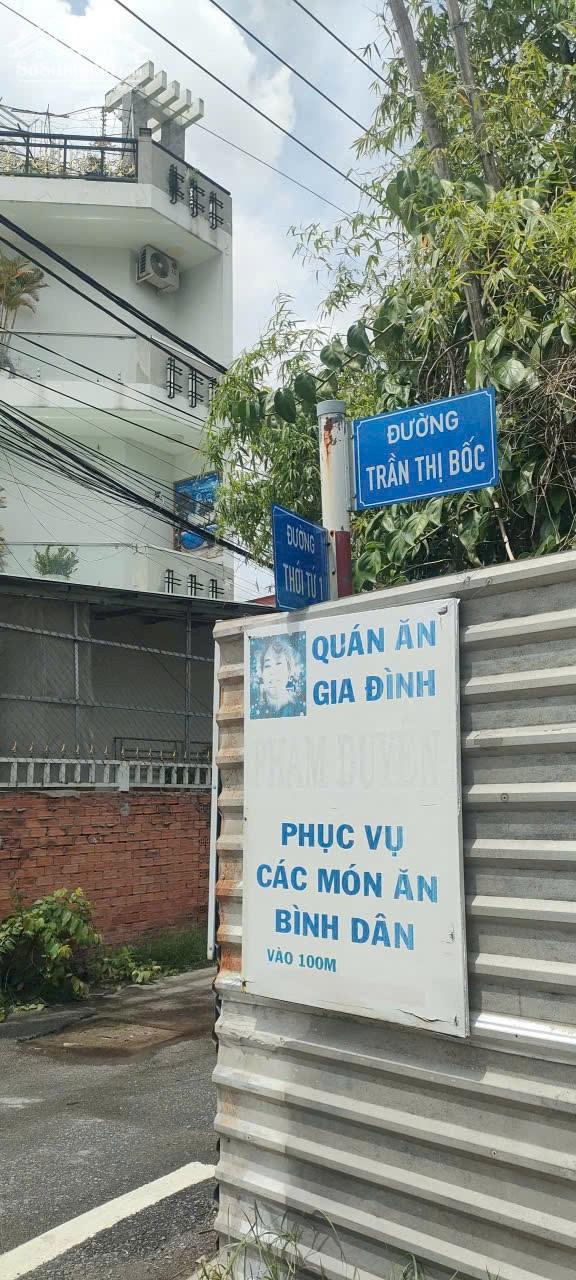 ĐƯỜNG
TRẦN THỊ BỐC
ĐƯỜNG
THỚI TỨ 1
QUÁN ĂN
GIA ĐÌNH
PHẠM DUYÊN
PHỤC VỤ
CÁC MÓN ĂN
BÌNH DÂN
VÀO 100M